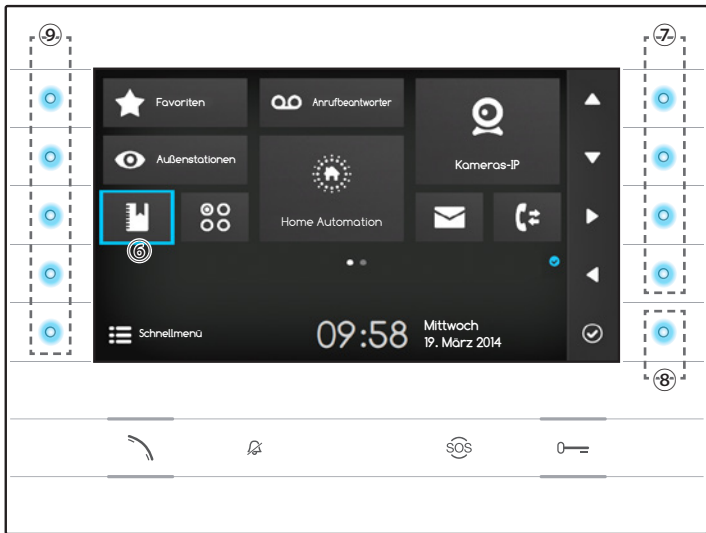 ⑨ ⑦
Favoriten
Anrufbeantworter
Außenstationen
Kameras-IP
Home Automation
⑥
Schnellmenü
09:58
Mittwoch
19. März 2014
⑧
SOS